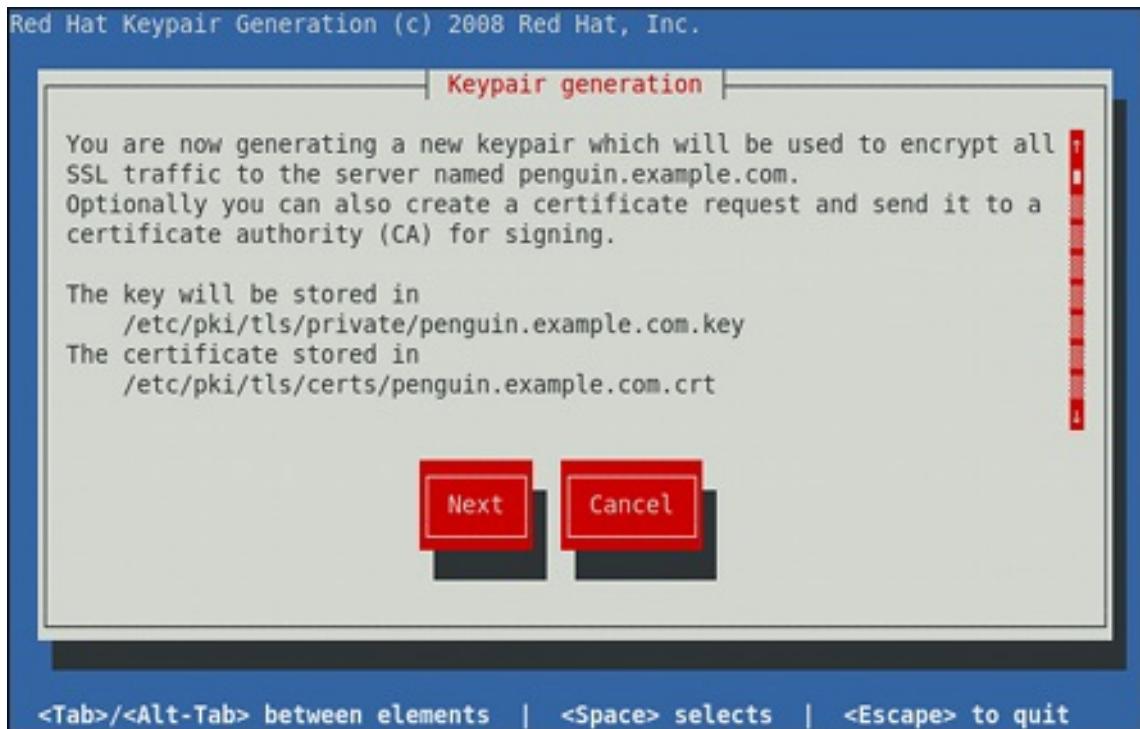 Red Hat Keypair Generation (c) 2008 Red Hat, Inc.
Keypair generation
You are now generating a new keypair which will be used to encrypt all
SSL traffic to the server named penguin.example.com.
Optionally you can also create a certificate request and send it to a
certificate authority (CA) for signing.
The key will be stored in
/etc/pki/tls/private/penguin.example.com.key
The certificate stored in
/etc/pki/tls/certs/penguin.example.com.crt
Next Cancel
<Tab>/<Alt-Tab> between elements | <Space> selects | <Escape> to quit